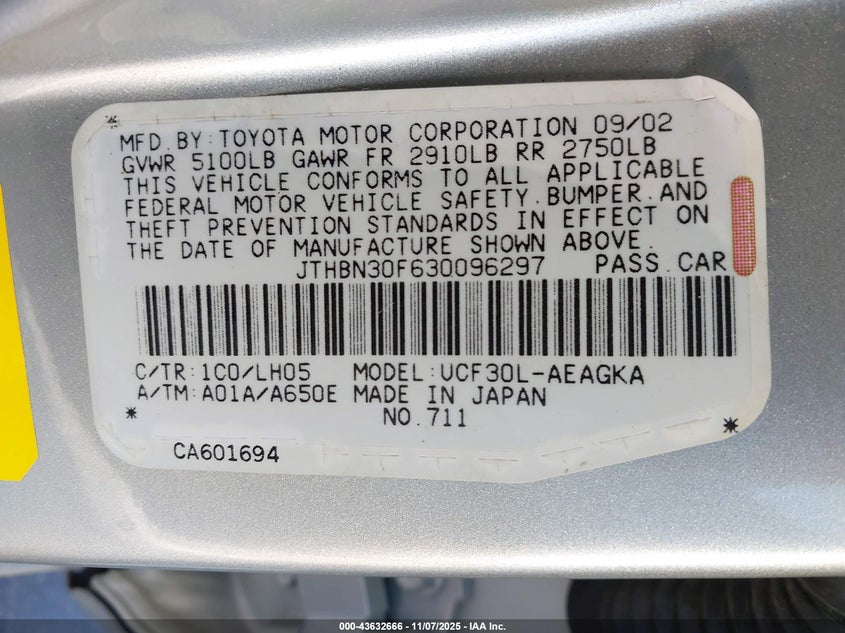 MFD.BY:TOYOTA MOTOR CORPORATION 09/02
GVWR 5100LB GAWR FR 2910LB RR 2750LB
THIS VEHICLE CONFORMS TO ALL APPLICABLE
FEDERAL MOTOR VEHICLE SAFETY.BUMPER.AND
THEFT PREVENTION STANDARDS IN EFFECT ON
THE DATE OF MANUFACTURE SHOWN ABOVE.
JTHBN30F630096297 PASS.CAR
C/TR:1C0/LH05 MODEL:UCF30L-AEAGKA
A/TM:A01A/A650E MADE IN JAPAN
* NO.711 *
CA601694
000-43632666 - 11/07/2025 - IAA Inc.